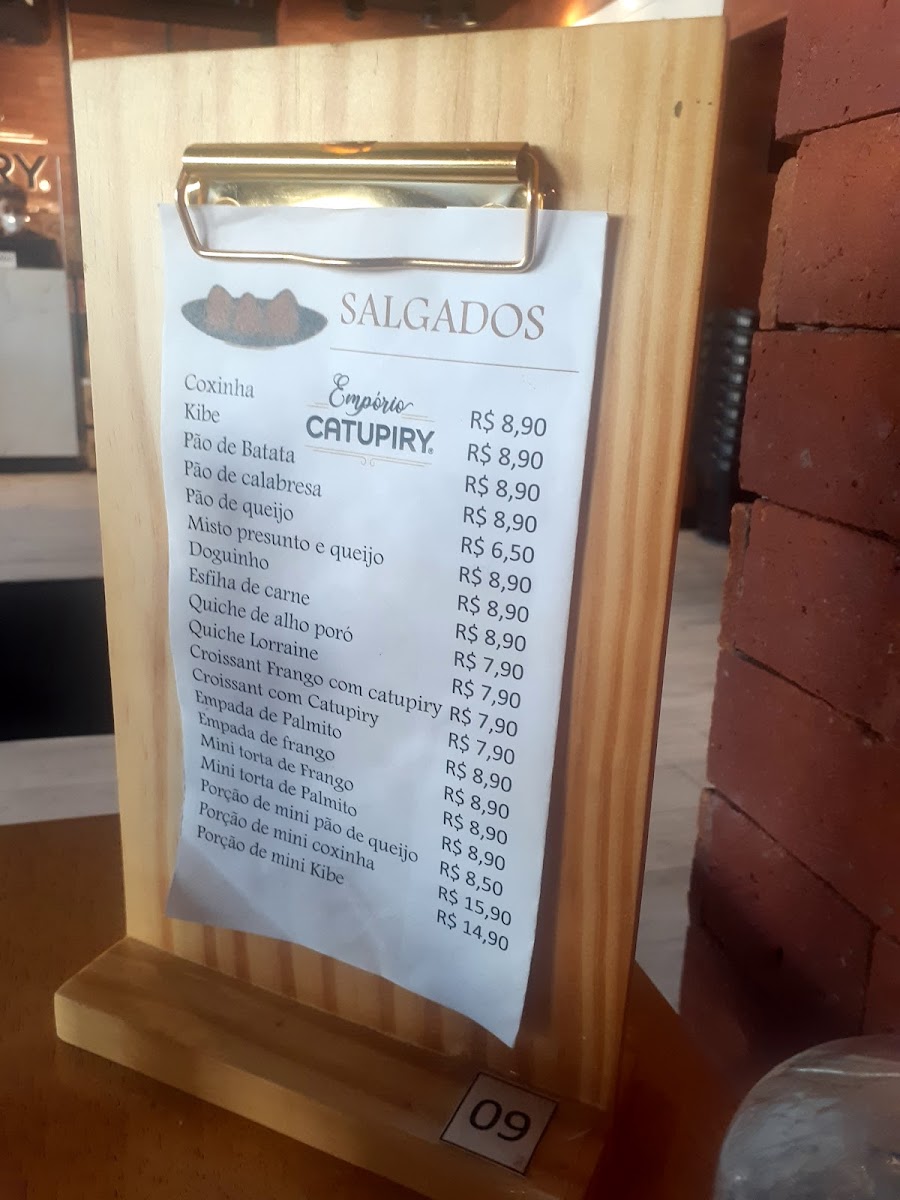 RY
SALGADOS
Empório
CATUPIRY®
Coxinha R$ 8,90
Kibe R$ 8,90
Pão de Batata R$ 8,90
Pão de calabresa R$ 8,90
Pão de queijo R$ 6,50
Misto presunto e queijo R$ 8,90
Doguinho R$ 8,90
Esfiha de carne R$ 8,90
Quiche de alho poró R$ 7,90
Quiche Lorraine R$ 7,90
Croissant Frango com catupiry R$ 7,90
Croissant com Catupiry R$ 7,90
Empada de Palmito R$ 8,90
Empada de frango R$ 8,90
Mini torta de Frango R$ 8,90
Mini torta de Palmito R$ 8,90
Porção de mini pão de queijo R$ 8,50
Porção de mini coxinha R$ 15,90
Porção de mini Kibe R$ 14,90
09